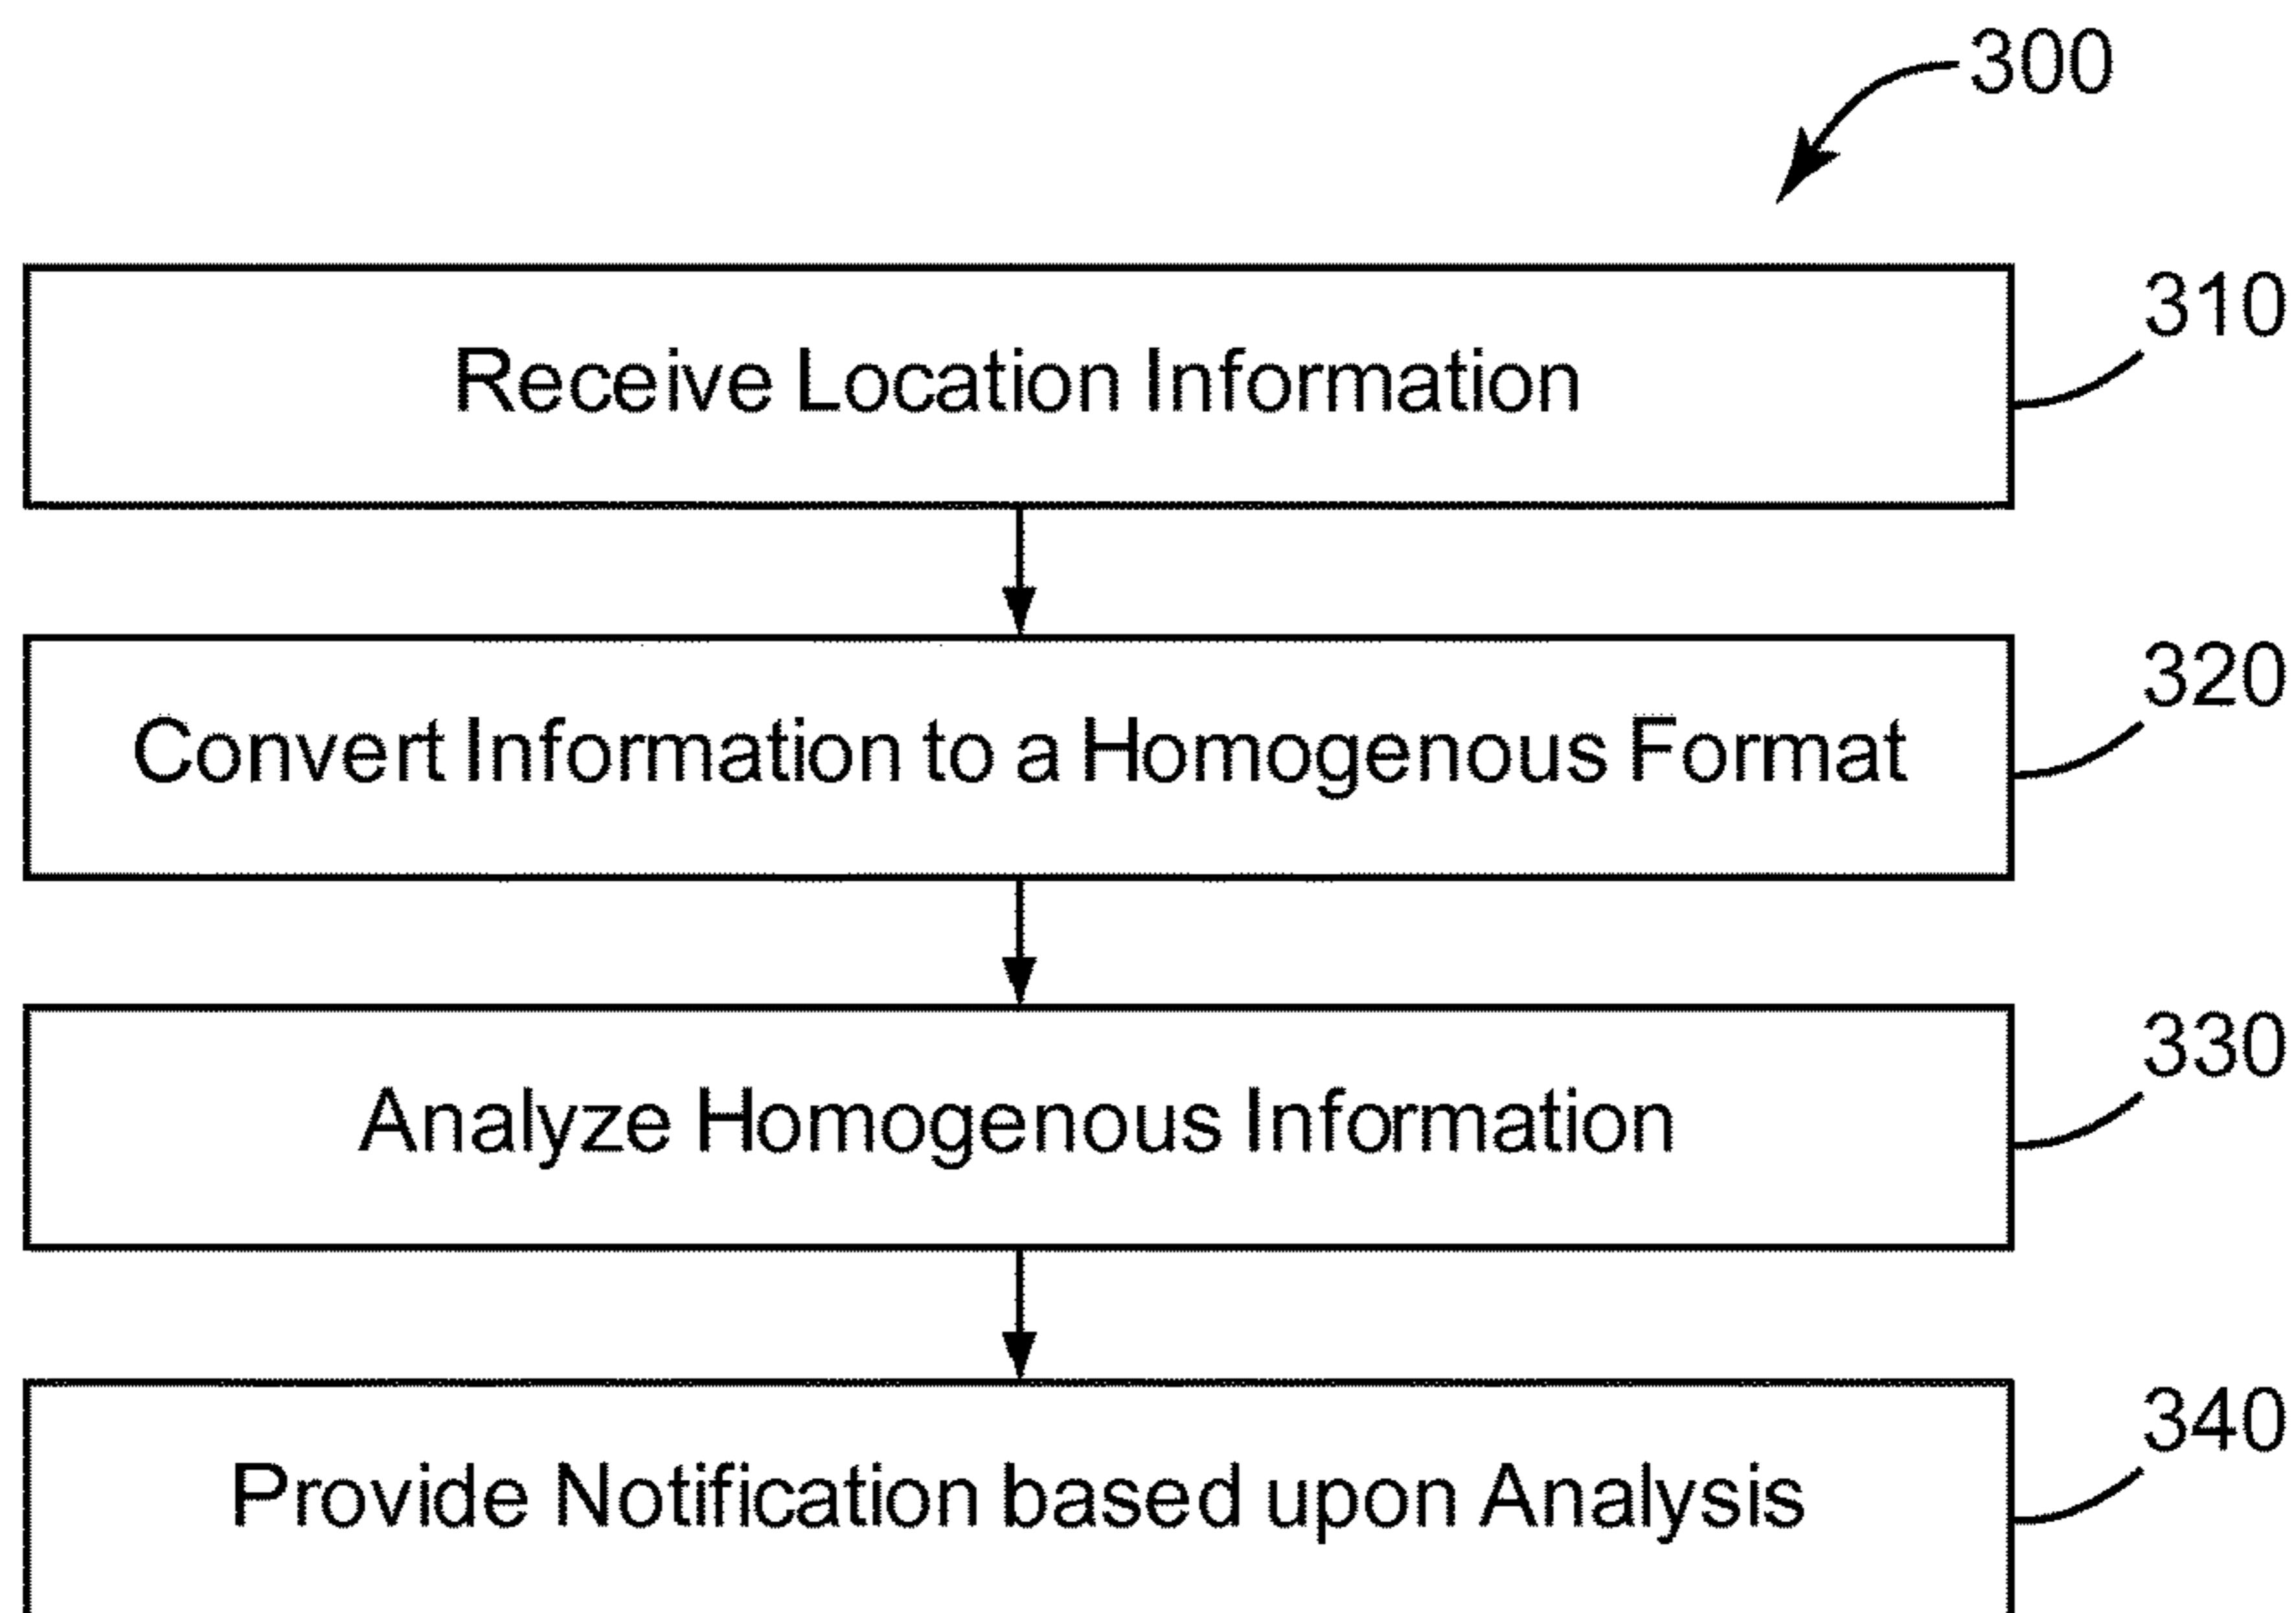 300
310
Receive Location Information
320
Convert Information to a Homogenous Format
330
Analyze Homogenous Information
340
Provide Notification based upon Analysis